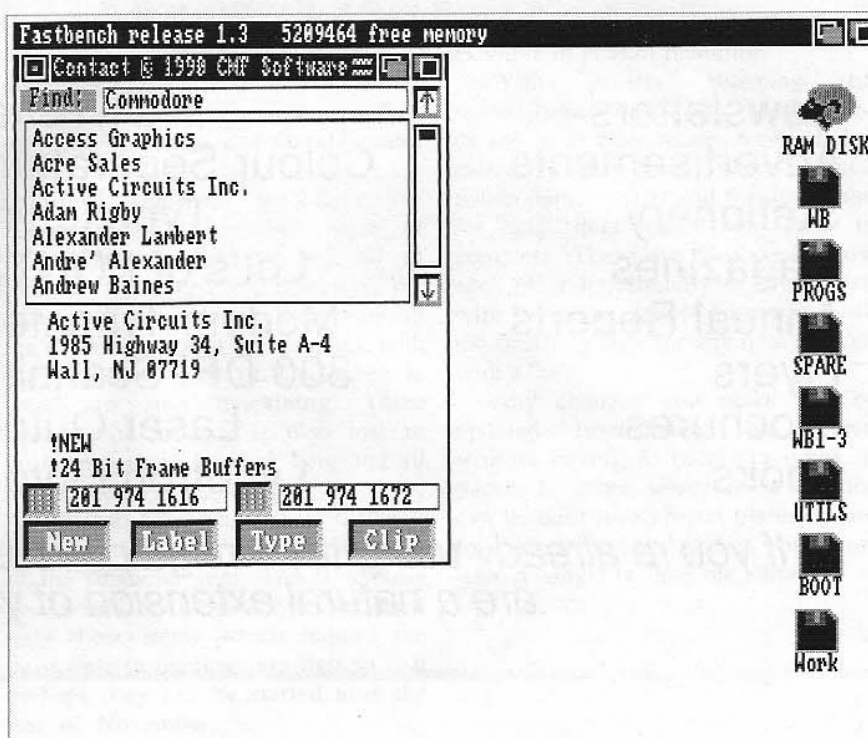 Fastbench release 1.3 5209464 free memory
Contact © 1990 CMF Software
Find: Commodore
Access Graphics
Acre Sales
Active Circuits Inc.
Adam Rigby
Alexander Lambert
Andre' Alexander
Andrew Baines
Active Circuits Inc.
1985 Highway 34, Suite A-4
Wall, NJ 07719
!NEW
!24 Bit Frame Buffers
201 974 1616 201 974 1672
New Label Type Clip
RAM DISK
WB
PROGS
SPARE
WB1-3
UTILS
BOOT
Work